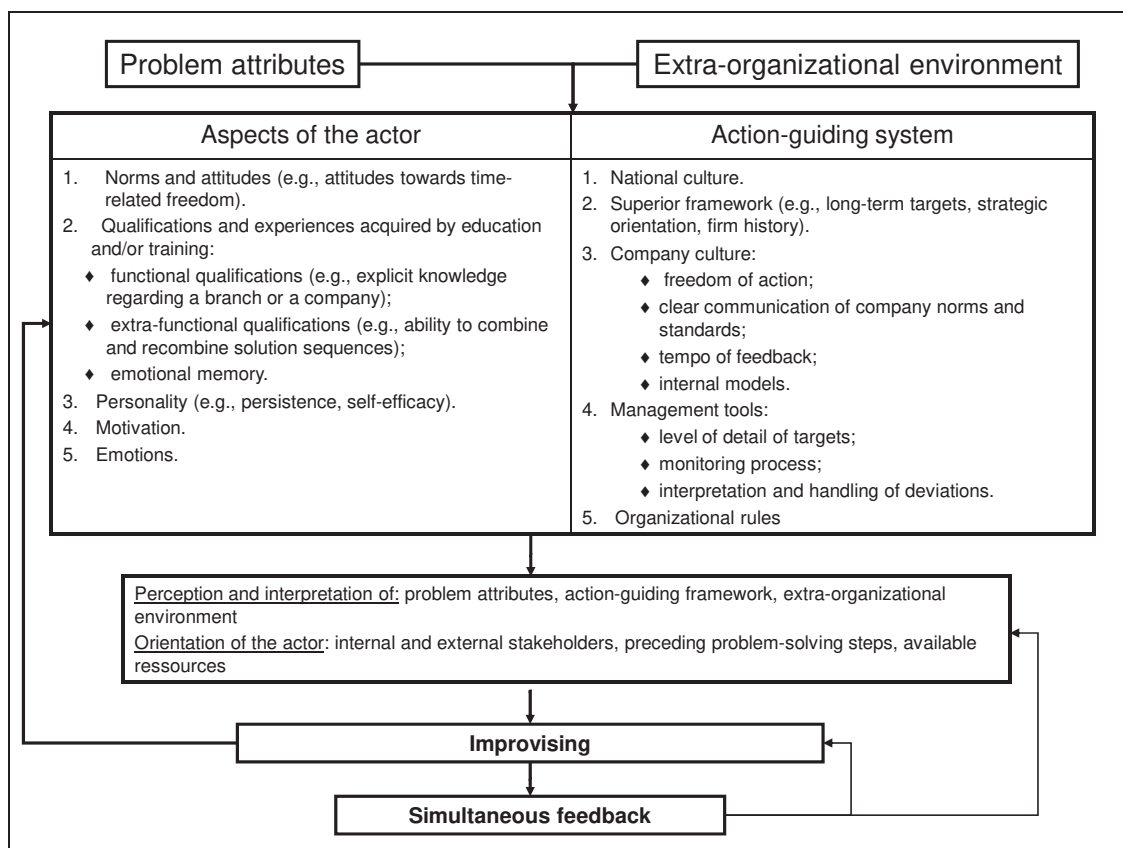 Problem attributes
Extra-organizational environment
Aspects of the actor
1. Norms and attitudes (e.g., attitudes towards time-
related freedom).
2. Qualifications and experiences acquired by education
and/or training:
♦ functional qualifications (e.g., explicit knowledge
regarding a branch or a company);
♦ extra-functional qualifications (e.g., ability to combine
and recombine solution sequences);
♦ emotional memory.
3. Personality (e.g., persistence, self-efficacy).
4. Motivation.
5. Emotions.
Action-guiding system
1. National culture.
2. Superior framework (e.g., long-term targets, strategic
orientation, firm history).
3. Company culture:
♦ freedom of action;
♦ clear communication of company norms and
standards;
♦ tempo of feedback;
♦ internal models.
4. Management tools:
♦ level of detail of targets;
♦ monitoring process;
♦ interpretation and handling of deviations.
5. Organizational rules
Perception and interpretation of: problem attributes, action-guiding framework, extra-organizational
environment
Orientation of the actor: internal and external stakeholders, preceding problem-solving steps, available
ressources
Improvising
Simultaneous feedback